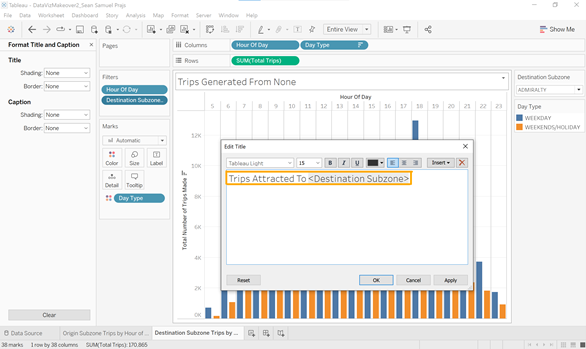 Tableau - DataVizMakeover2_Sean Samuel Prajs
File Data Worksheet Dashboard Story Analysis Map Format Server Window Help
Entire View
Show Me
Format Title and Caption
Title
Shading: None
Border: None
Caption
Shading: None
Border: None
Clear
Pages
Filters
Hour Of Day
Destination Subzone..
Marks
Automatic
Color
Size
Label
Detail
Tooltip
Day Type
Columns
Hour Of Day
Day Type
Rows
SUM(Total Trips)
Trips Generated From None
Hour Of Day
5 6 7 8 9 10 11 12 13 14 15 16 17 18 19 20 21 22 23
Total Number of Trips Made
12K
10K
8K
6K
4K
2K
0K
Edit Title
Tableau Light
15
B I U
Insert
Trips Attracted To <Destination Subzone>
Reset
OK
Cancel
Apply
Destination Subzone
ADMIRALTY
Day Type
WEEKDAY
WEEKENDS/HOLIDAY
Data Source
Origin Subzone Trips by Hour of ...
Destination Subzone Trips by ...
38 marks
1 row by 38 columns
SUM(Total Trips): 170,865